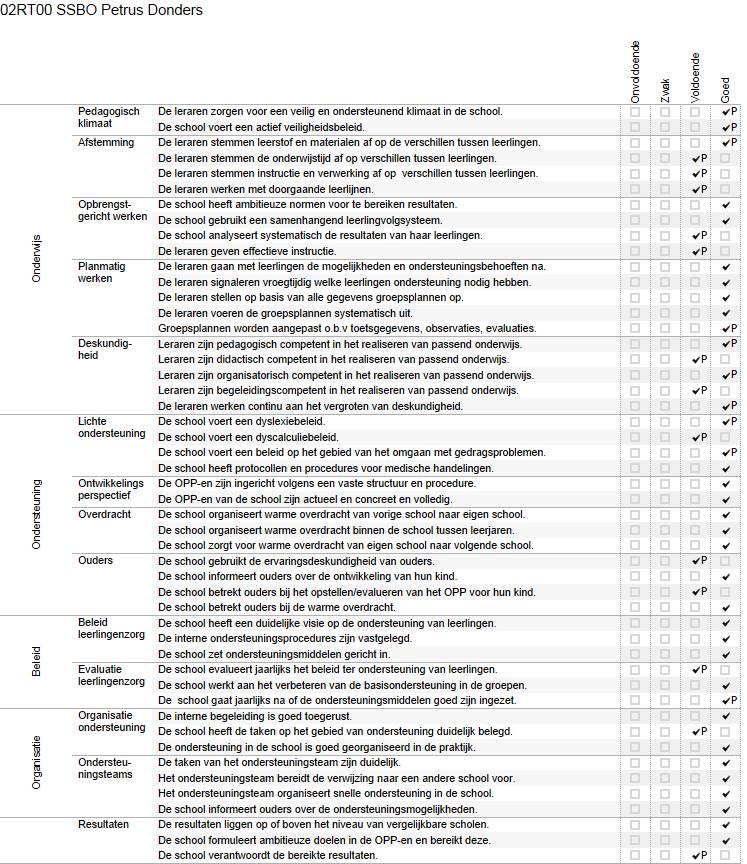 02RT00 SSBO Petrus Donders
Onvoldoende
Zwak
Voldoende
Goed
Onderwijs
Pedagogisch klimaat
De leraren zorgen voor een veilig en ondersteunend klimaat in de school. ✔P
De school voert een actief veiligheidsbeleid. ✔P
Afstemming
De leraren stemmen leerstof en materialen af op de verschillen tussen leerlingen. ✔P
De leraren stemmen de onderwijstijd af op verschillen tussen leerlingen. ✔P
De leraren stemmen instructie en verwerking af op verschillen tussen leerlingen. ✔P
De leraren werken met doorgaande leerlijnen. ✔P
Opbrengst-
gericht werken
De school heeft ambitieuze normen voor te bereiken resultaten. ✔
De school gebruikt een samenhangend leerlingvolgsysteem. ✔
De school analyseert systematisch de resultaten van haar leerlingen. ✔P
De leraren geven effectieve instructie. ✔P
Planmatig
werken
De leraren gaan met leerlingen de mogelijkheden en ondersteuningsbehoeften na. ✔
De leraren signaleren vroegtijdig welke leerlingen ondersteuning nodig hebben. ✔
De leraren stellen op basis van alle gegevens groepsplannen op. ✔
De leraren voeren de groepsplannen systematisch uit. ✔
Groepsplannen worden aangepast o.b.v toetsgegevens, observaties, evaluaties. ✔P
Deskundig-
heid
Leraren zijn pedagogisch competent in het realiseren van passend onderwijs. ✔P
Leraren zijn didactisch competent in het realiseren van passend onderwijs. ✔P
Leraren zijn organisatorisch competent in het realiseren van passend onderwijs. ✔P
Leraren zijn begeleidingscompetent in het realiseren van passend onderwijs. ✔P
De leraren werken continu aan het vergroten van deskundigheid. ✔P
Ondersteuning
Lichte
ondersteuning
De school voert een dyslexiebeleid. ✔P
De school voert een dyscalculiebeleid. ✔P
De school voert een beleid op het gebied van het omgaan met gedragsproblemen. ✔P
De school heeft protocollen en procedures voor medische handelingen. ✔
Ontwikkelings
perspectief
De OPP-en zijn ingericht volgens een vaste structuur en procedure. ✔
De OPP-en van de school zijn actueel en concreet en volledig. ✔
Overdracht
De school organiseert warme overdracht van vorige school naar eigen school. ✔
De school organiseert warme overdracht binnen de school tussen leerjaren. ✔
De school zorgt voor warme overdracht van eigen school naar volgende school. ✔
Ouders
De school gebruikt de ervaringsdeskundigheid van ouders. ✔P
De school informeert ouders over de ontwikkeling van hun kind. ✔
De school betrekt ouders bij het opstellen/evalueren van het OPP voor hun kind. ✔P
De school betrekt ouders bij de warme overdracht. ✔
Beleid
Beleid
leerlingenzorg
De school heeft een duidelijke visie op de ondersteuning van leerlingen. ✔
De interne ondersteuningsprocedures zijn vastgelegd. ✔
De school zet ondersteuningsmiddelen gericht in. ✔
Evaluatie
leerlingenzorg
De school evalueert jaarlijks het beleid ter ondersteuning van leerlingen. ✔P
De school werkt aan het verbeteren van de basisondersteuning in de groepen. ✔
De school gaat jaarlijks na of de ondersteuningsmiddelen goed zijn ingezet. ✔P
Organisatie
Organisatie
ondersteuning
De interne begeleiding is goed toegerust. ✔
De school heeft de taken op het gebied van ondersteuning duidelijk belegd. ✔P
De ondersteuning in de school is goed georganiseerd in de praktijk. ✔
Ondersteu-
ningsteams
De taken van het ondersteuningsteam zijn duidelijk. ✔
Het ondersteuningsteam bereidt de verwijzing naar een andere school voor. ✔
Het ondersteuningsteam organiseert snelle ondersteuning in de school. ✔
De school informeert ouders over de ondersteuningsmogelijkheden. ✔
Resultaten
De resultaten liggen op of boven het niveau van vergelijkbare scholen. ✔
De school formuleert ambitieuze doelen in de OPP-en en bereikt deze. ✔
De school verantwoordt de bereikte resultaten. ✔P